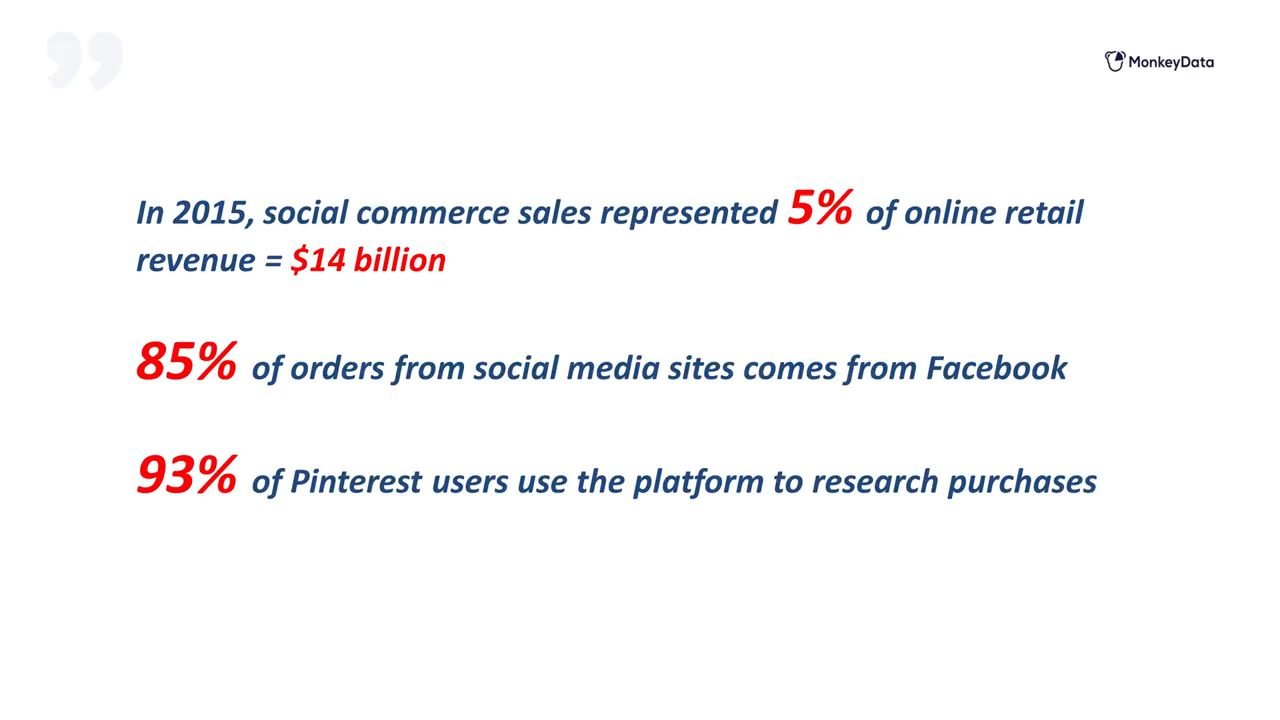 MonkeyData
In 2015, social commerce sales represented 5% of online retail
revenue = $14 billion
85% of orders from social media sites comes from Facebook
93% of Pinterest users use the platform to research purchases